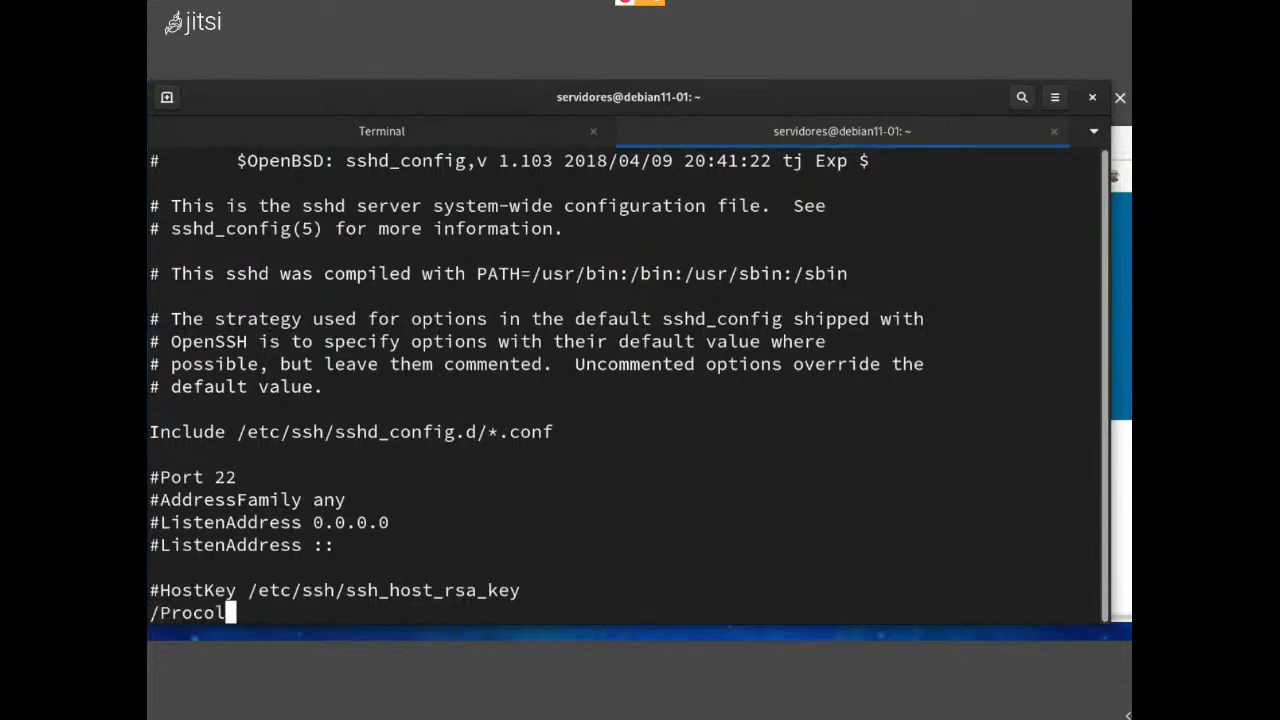 jitsi
servidores@debian11-01: ~
Terminal
servidores@debian11-01: ~
# $OpenBSD: sshd_config,v 1.103 2018/04/09 20:41:22 tj Exp $
# This is the sshd server system-wide configuration file. See
# sshd_config(5) for more information.
# This sshd was compiled with PATH=/usr/bin:/bin:/usr/sbin:/sbin
# The strategy used for options in the default sshd_config shipped with
# OpenSSH is to specify options with their default value where
# possible, but leave them commented. Uncommented options override the
# default value.
Include /etc/ssh/sshd_config.d/*.conf
#Port 22
#AddressFamily any
#ListenAddress 0.0.0.0
#ListenAddress ::
#HostKey /etc/ssh/ssh_host_rsa_key
/Procol